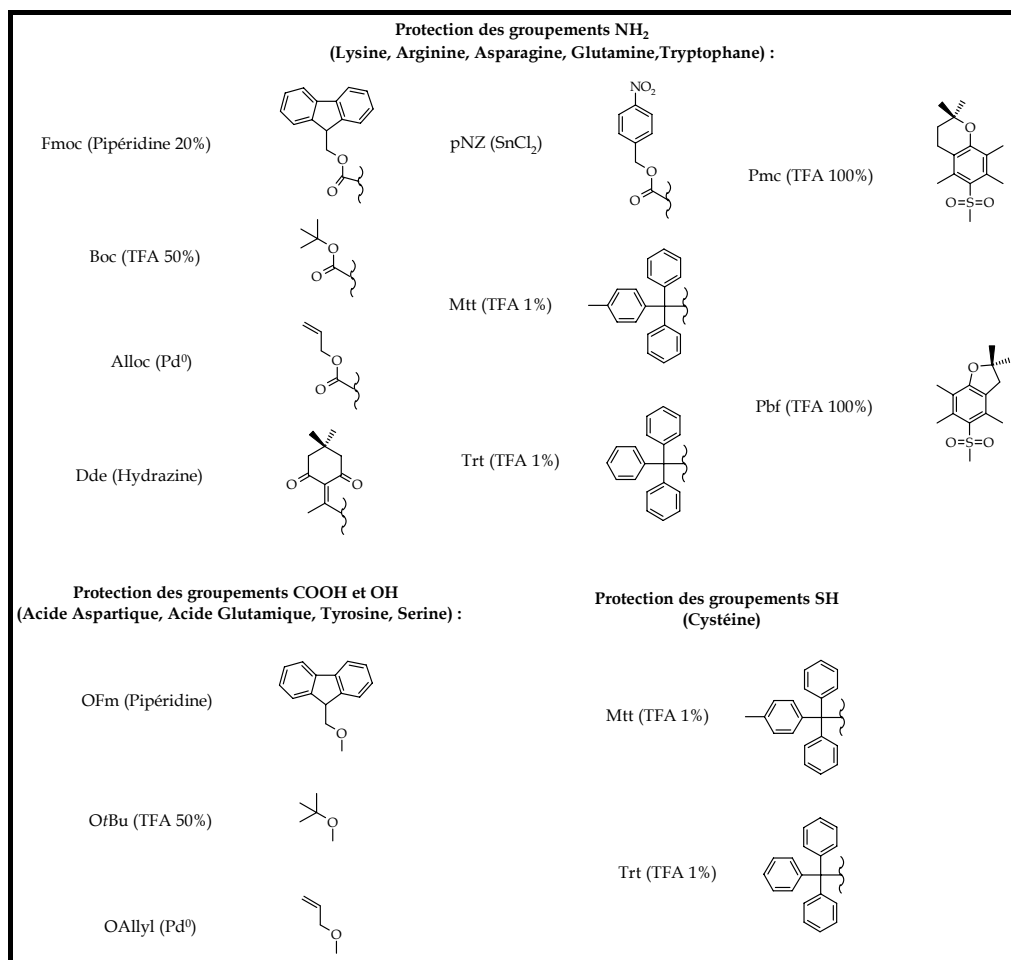 Protection des groupements NH₂
(Lysine, Arginine, Asparagine, Glutamine,Tryptophane) :
Fmoc (Pipéridine 20%)
O
O
Boc (TFA 50%)
O
O
Alloc (Pd⁰)
O
O
Dde (Hydrazine)
O
O
NO₂
pNZ (SnCl₂)
O
O
Mtt (TFA 1%)
Trt (TFA 1%)
O
Pmc (TFA 100%)
O=S=O
O
Pbf (TFA 100%)
O=S=O
Protection des groupements COOH et OH
(Acide Aspartique, Acide Glutamique, Tyrosine, Serine) :
OFm (Pipéridine)
O
OtBu (TFA 50%)
O
OAllyl (Pd⁰)
O
Protection des groupements SH
(Cystéine)
Mtt (TFA 1%)
Trt (TFA 1%)